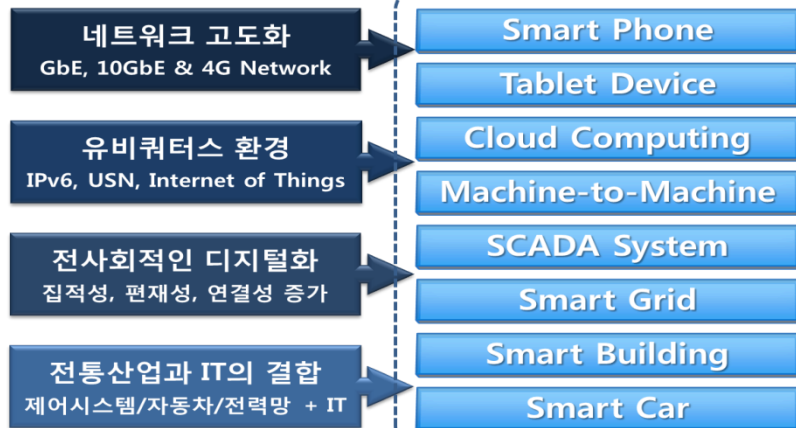 네트워크 고도화
GbE, 10GbE & 4G Network
유비쿼터스 환경
IPv6, USN, Internet of Things
전사회적인 디지털화
집적성, 편재성, 연결성 증가
전통산업과 IT의 결합
제어시스템/자동차/전력망 + IT
Smart Phone
Tablet Device
Cloud Computing
Machine-to-Machine
SCADA System
Smart Grid
Smart Building
Smart Car